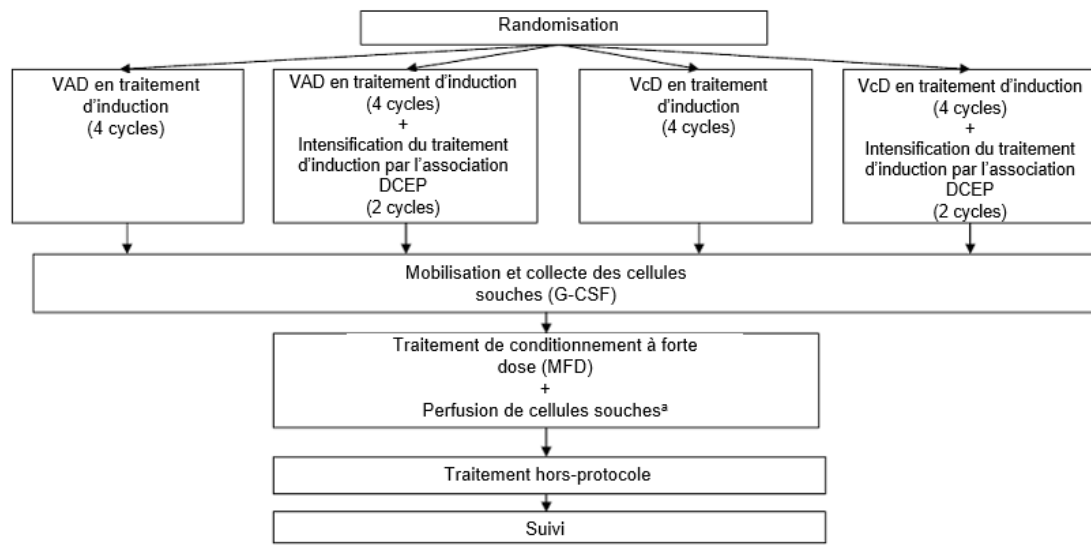 Randomisation
VAD en traitement
d'induction
(4 cycles)
VAD en traitement d'induction
(4 cycles)
+
Intensification du traitement
d'induction par l'association
DCEP
(2 cycles)
VcD en traitement
d'induction
(4 cycles)
VcD en traitement d'induction
(4 cycles)
+
Intensification du traitement
d'induction par l'association
DCEP
(2 cycles)
Mobilisation et collecte des cellules
souches (G-CSF)
Traitement de conditionnement à forte
dose (MFD)
+
Perfusion de cellules souchesª
Traitement hors-protocole
Suivi